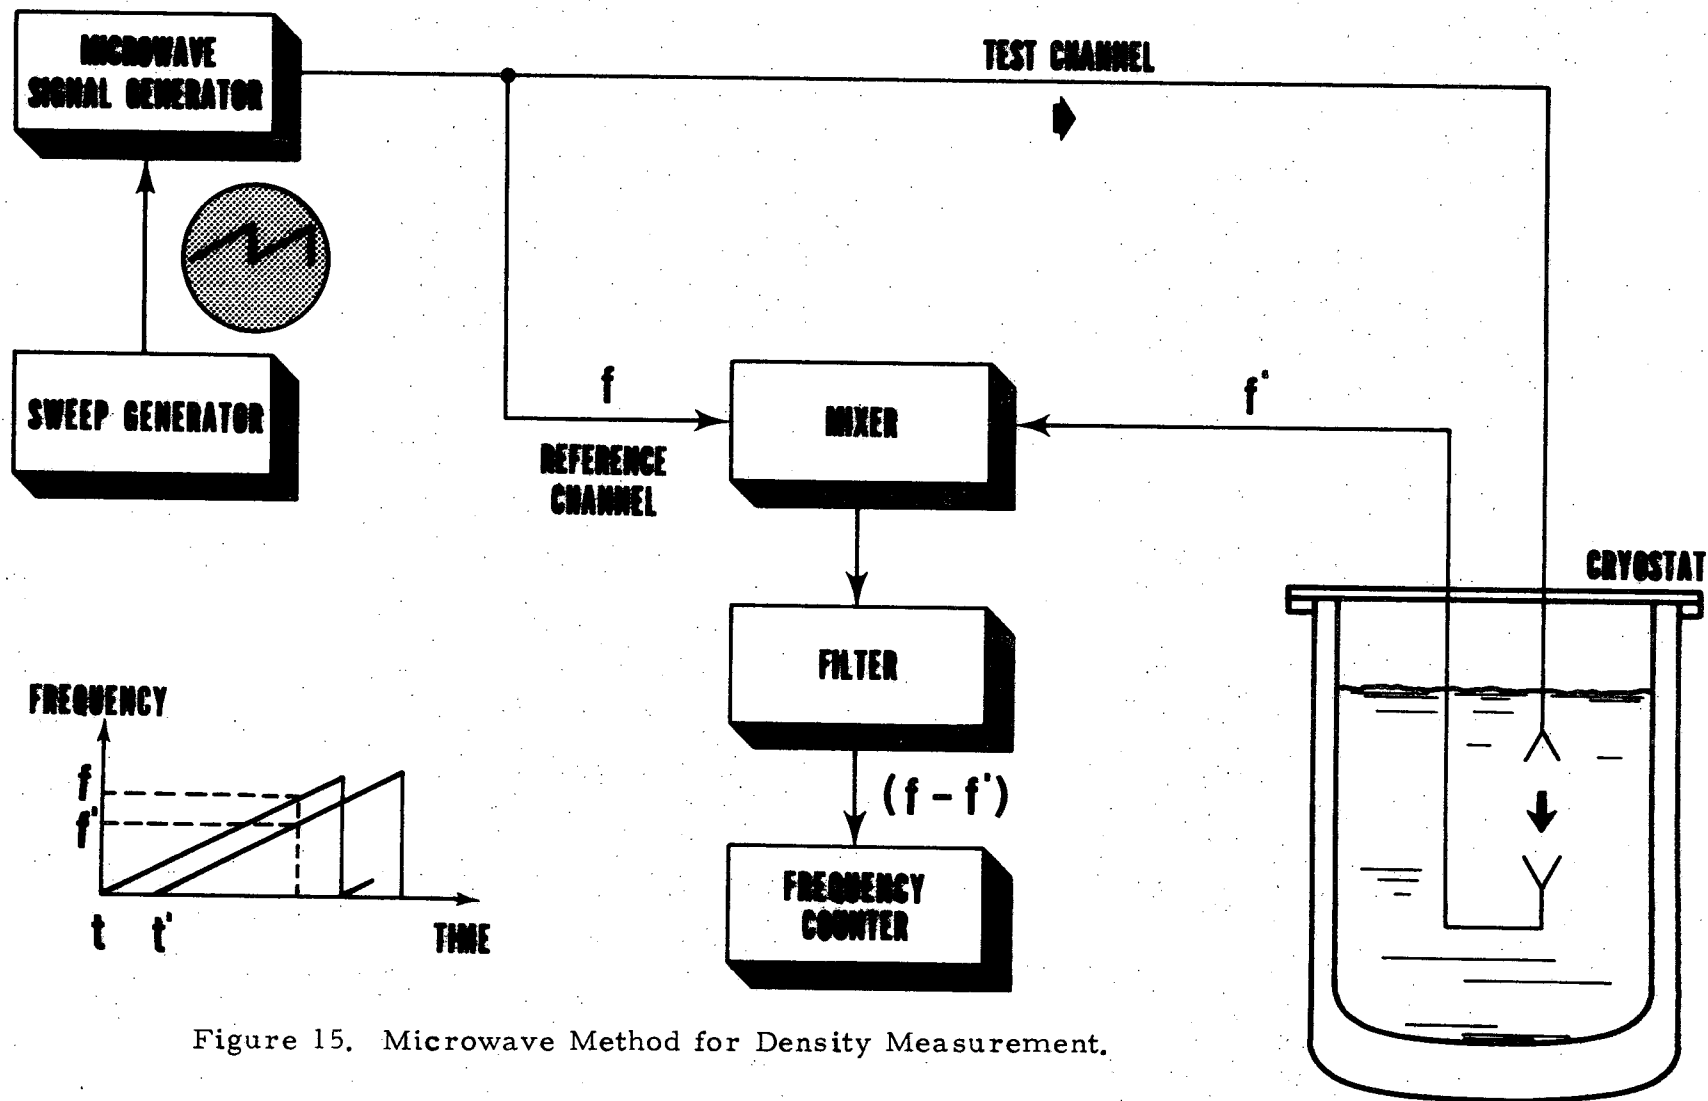 MICROWAVE
SIGNAL GENERATOR
TEST CHANNEL
SWEEP GENERATOR
f
REFERENCE
CHANNEL
MIXER
f'
CRYOSTAT
FILTER
(f - f')
FREQUENCY
COUNTER
FREQUENCY
f
f'
t
t'
TIME
Figure 15. Microwave Method for Density Measurement.